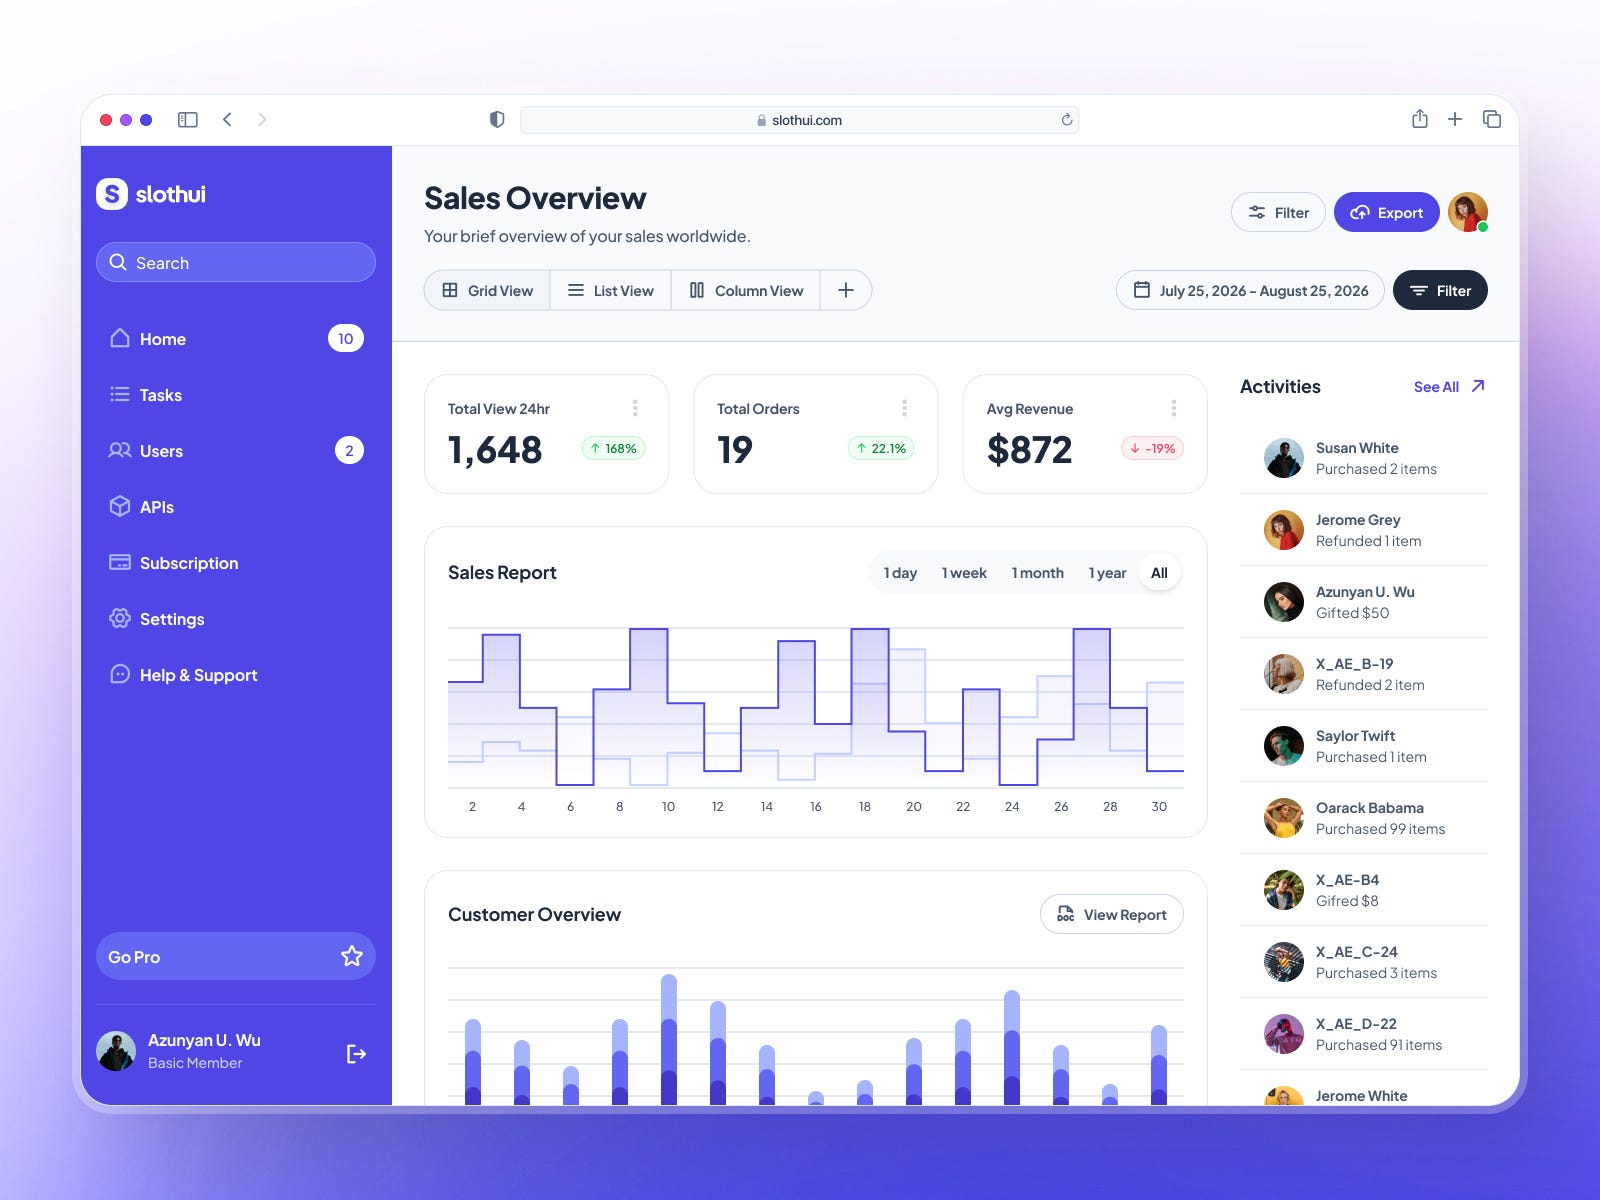 slothui.com
S slothui
Search
Home 10
Tasks
Users 2
APIs
Subscription
Settings
Help & Support
Go Pro
Azunyan U. Wu
Basic Member
Sales Overview
Your brief overview of your sales worldwide.
Filter
Export
Grid View
List View
Column View
July 25, 2026 - August 25, 2026
Filter
Total View 24hr
1,648
168%
Total Orders
19
22.1%
Avg Revenue
$872
-19%
Sales Report
1 day
1 week
1 month
1 year
All
2 4 6 8 10 12 14 16 18 20 22 24 26 28 30
Customer Overview
DOC View Report
Activities
See All
Susan White
Purchased 2 items
Jerome Grey
Refunded 1 item
Azunyan U. Wu
Gifted $50
X_AE_B-19
Refunded 2 item
Saylor Twift
Purchased 1 item
Oarack Babama
Purchased 99 items
X_AE-B4
Gifred $8
X_AE_C-24
Purchased 3 items
X_AE_D-22
Purchased 91 items
Jerome White